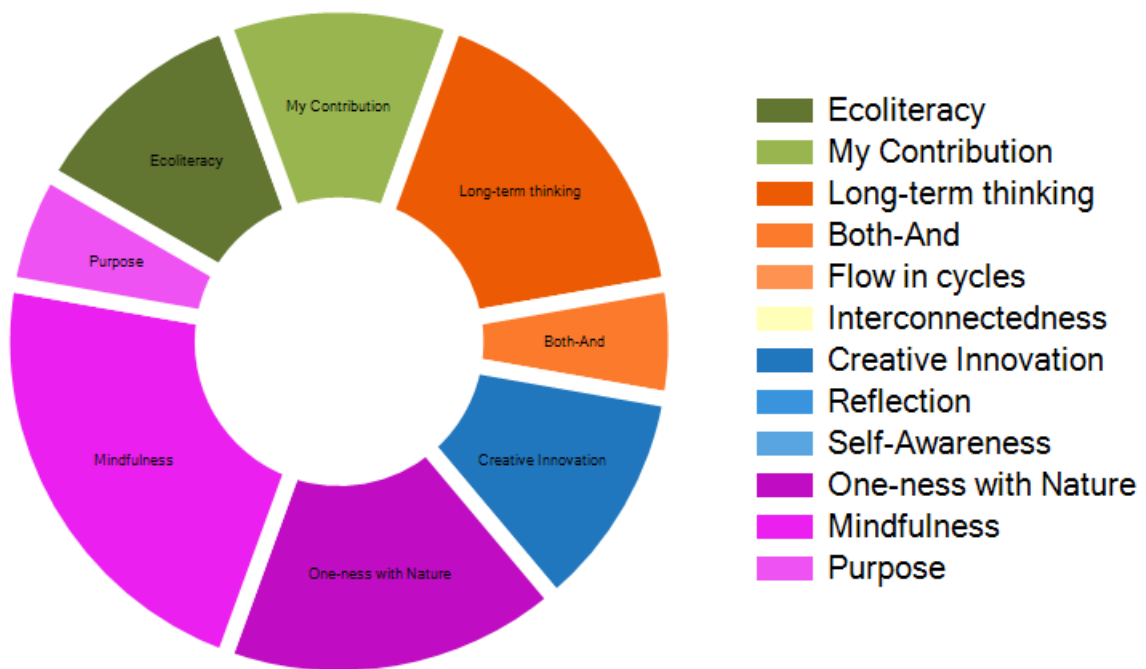 My Contribution
Ecoliteracy
Long-term thinking
Purpose
Both-And
Mindfulness
Creative Innovation
One-ness with Nature
Ecoliteracy
My Contribution
Long-term thinking
Both-And
Flow in cycles
Interconnectedness
Creative Innovation
Reflection
Self-Awareness
One-ness with Nature
Mindfulness
Purpose